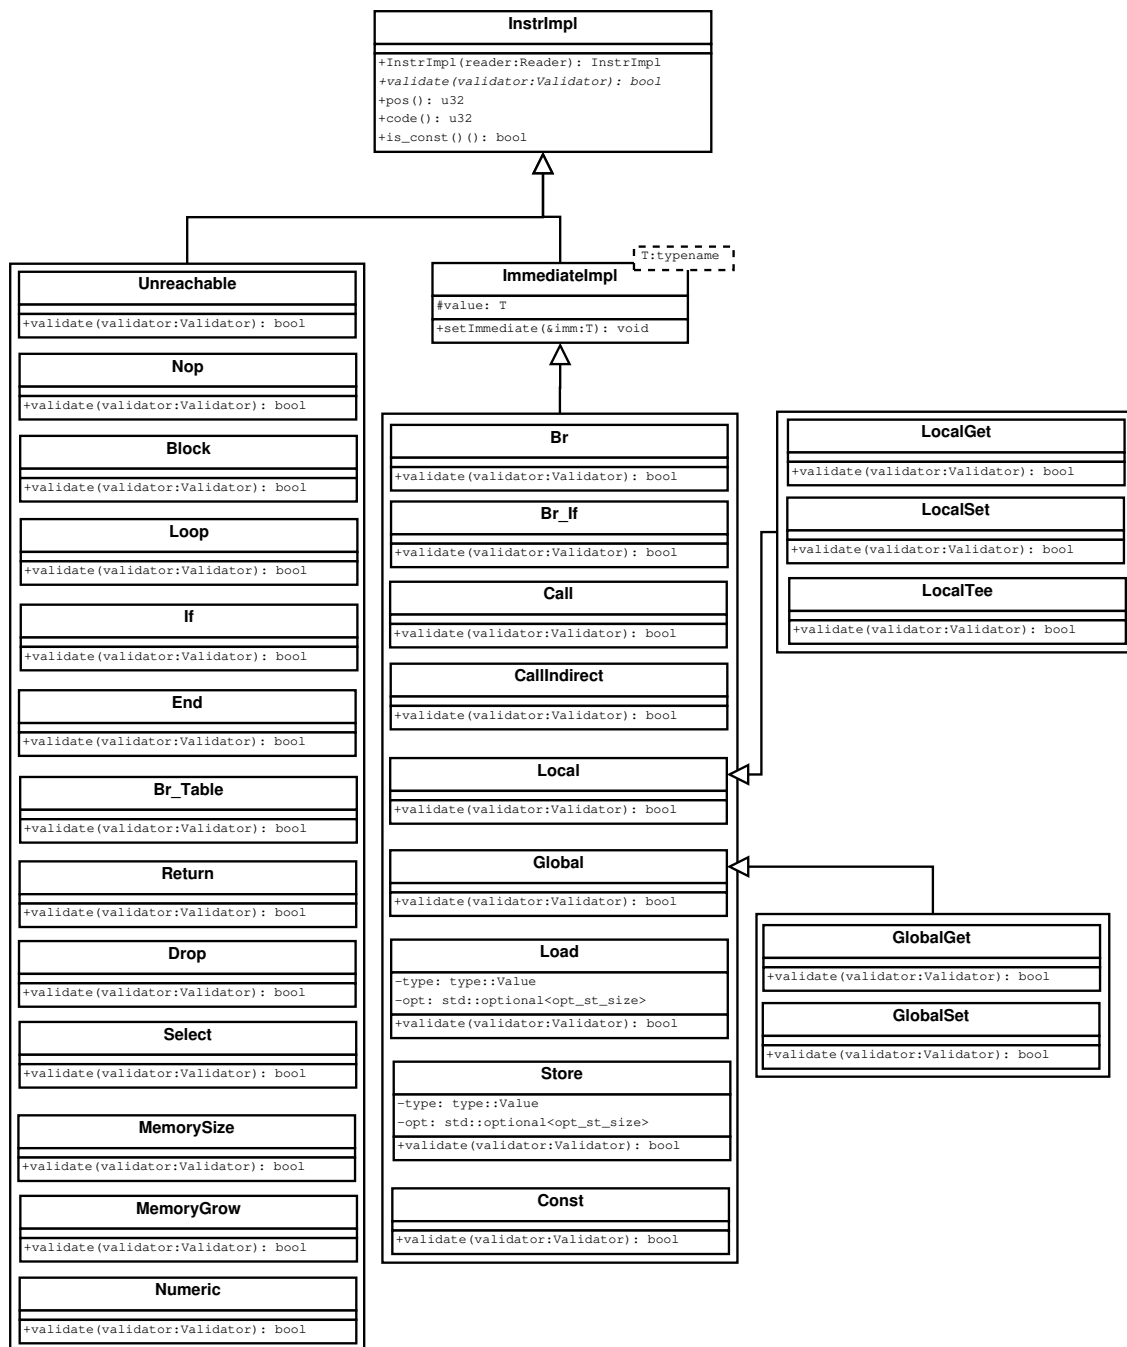 InstrImpl
+InstrImpl(reader:Reader): InstrImpl
+validate(validator:Validator): bool
+pos(): u32
+code(): u32
+is_const()(): bool
T:typename
ImmediateImpl
#value: T
+setImmediate(&imm:T): void
Unreachable
+validate(validator:Validator): bool
Nop
+validate(validator:Validator): bool
Block
+validate(validator:Validator): bool
Loop
+validate(validator:Validator): bool
If
+validate(validator:Validator): bool
End
+validate(validator:Validator): bool
Br_Table
+validate(validator:Validator): bool
Return
+validate(validator:Validator): bool
Drop
+validate(validator:Validator): bool
Select
+validate(validator:Validator): bool
MemorySize
+validate(validator:Validator): bool
MemoryGrow
+validate(validator:Validator): bool
Numeric
+validate(validator:Validator): bool
Br
+validate(validator:Validator): bool
Br_If
+validate(validator:Validator): bool
Call
+validate(validator:Validator): bool
CallIndirect
+validate(validator:Validator): bool
Local
+validate(validator:Validator): bool
Global
+validate(validator:Validator): bool
Load
-type: type::Value
-opt: std::optional<opt_st_size>
+validate(validator:Validator): bool
Store
-type: type::Value
-opt: std::optional<opt_st_size>
+validate(validator:Validator): bool
Const
+validate(validator:Validator): bool
LocalGet
+validate(validator:Validator): bool
LocalSet
+validate(validator:Validator): bool
LocalTee
+validate(validator:Validator): bool
GlobalGet
+validate(validator:Validator): bool
GlobalSet
+validate(validator:Validator): bool